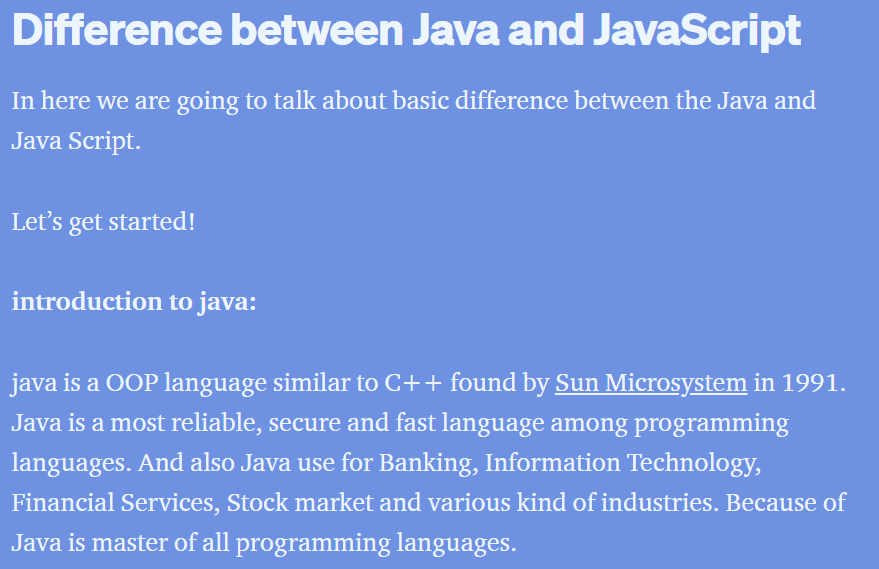 Difference between Java and JavaScript
In here we are going to talk about basic difference between the Java and
Java Script.
Let’s get started!
introduction to java:
java is a OOP language similar to C++ found by Sun Microsystem in 1991.
Java is a most reliable, secure and fast language among programming
languages. And also Java use for Banking, Information Technology,
Financial Services, Stock market and various kind of industries. Because of
Java is master of all programming languages.